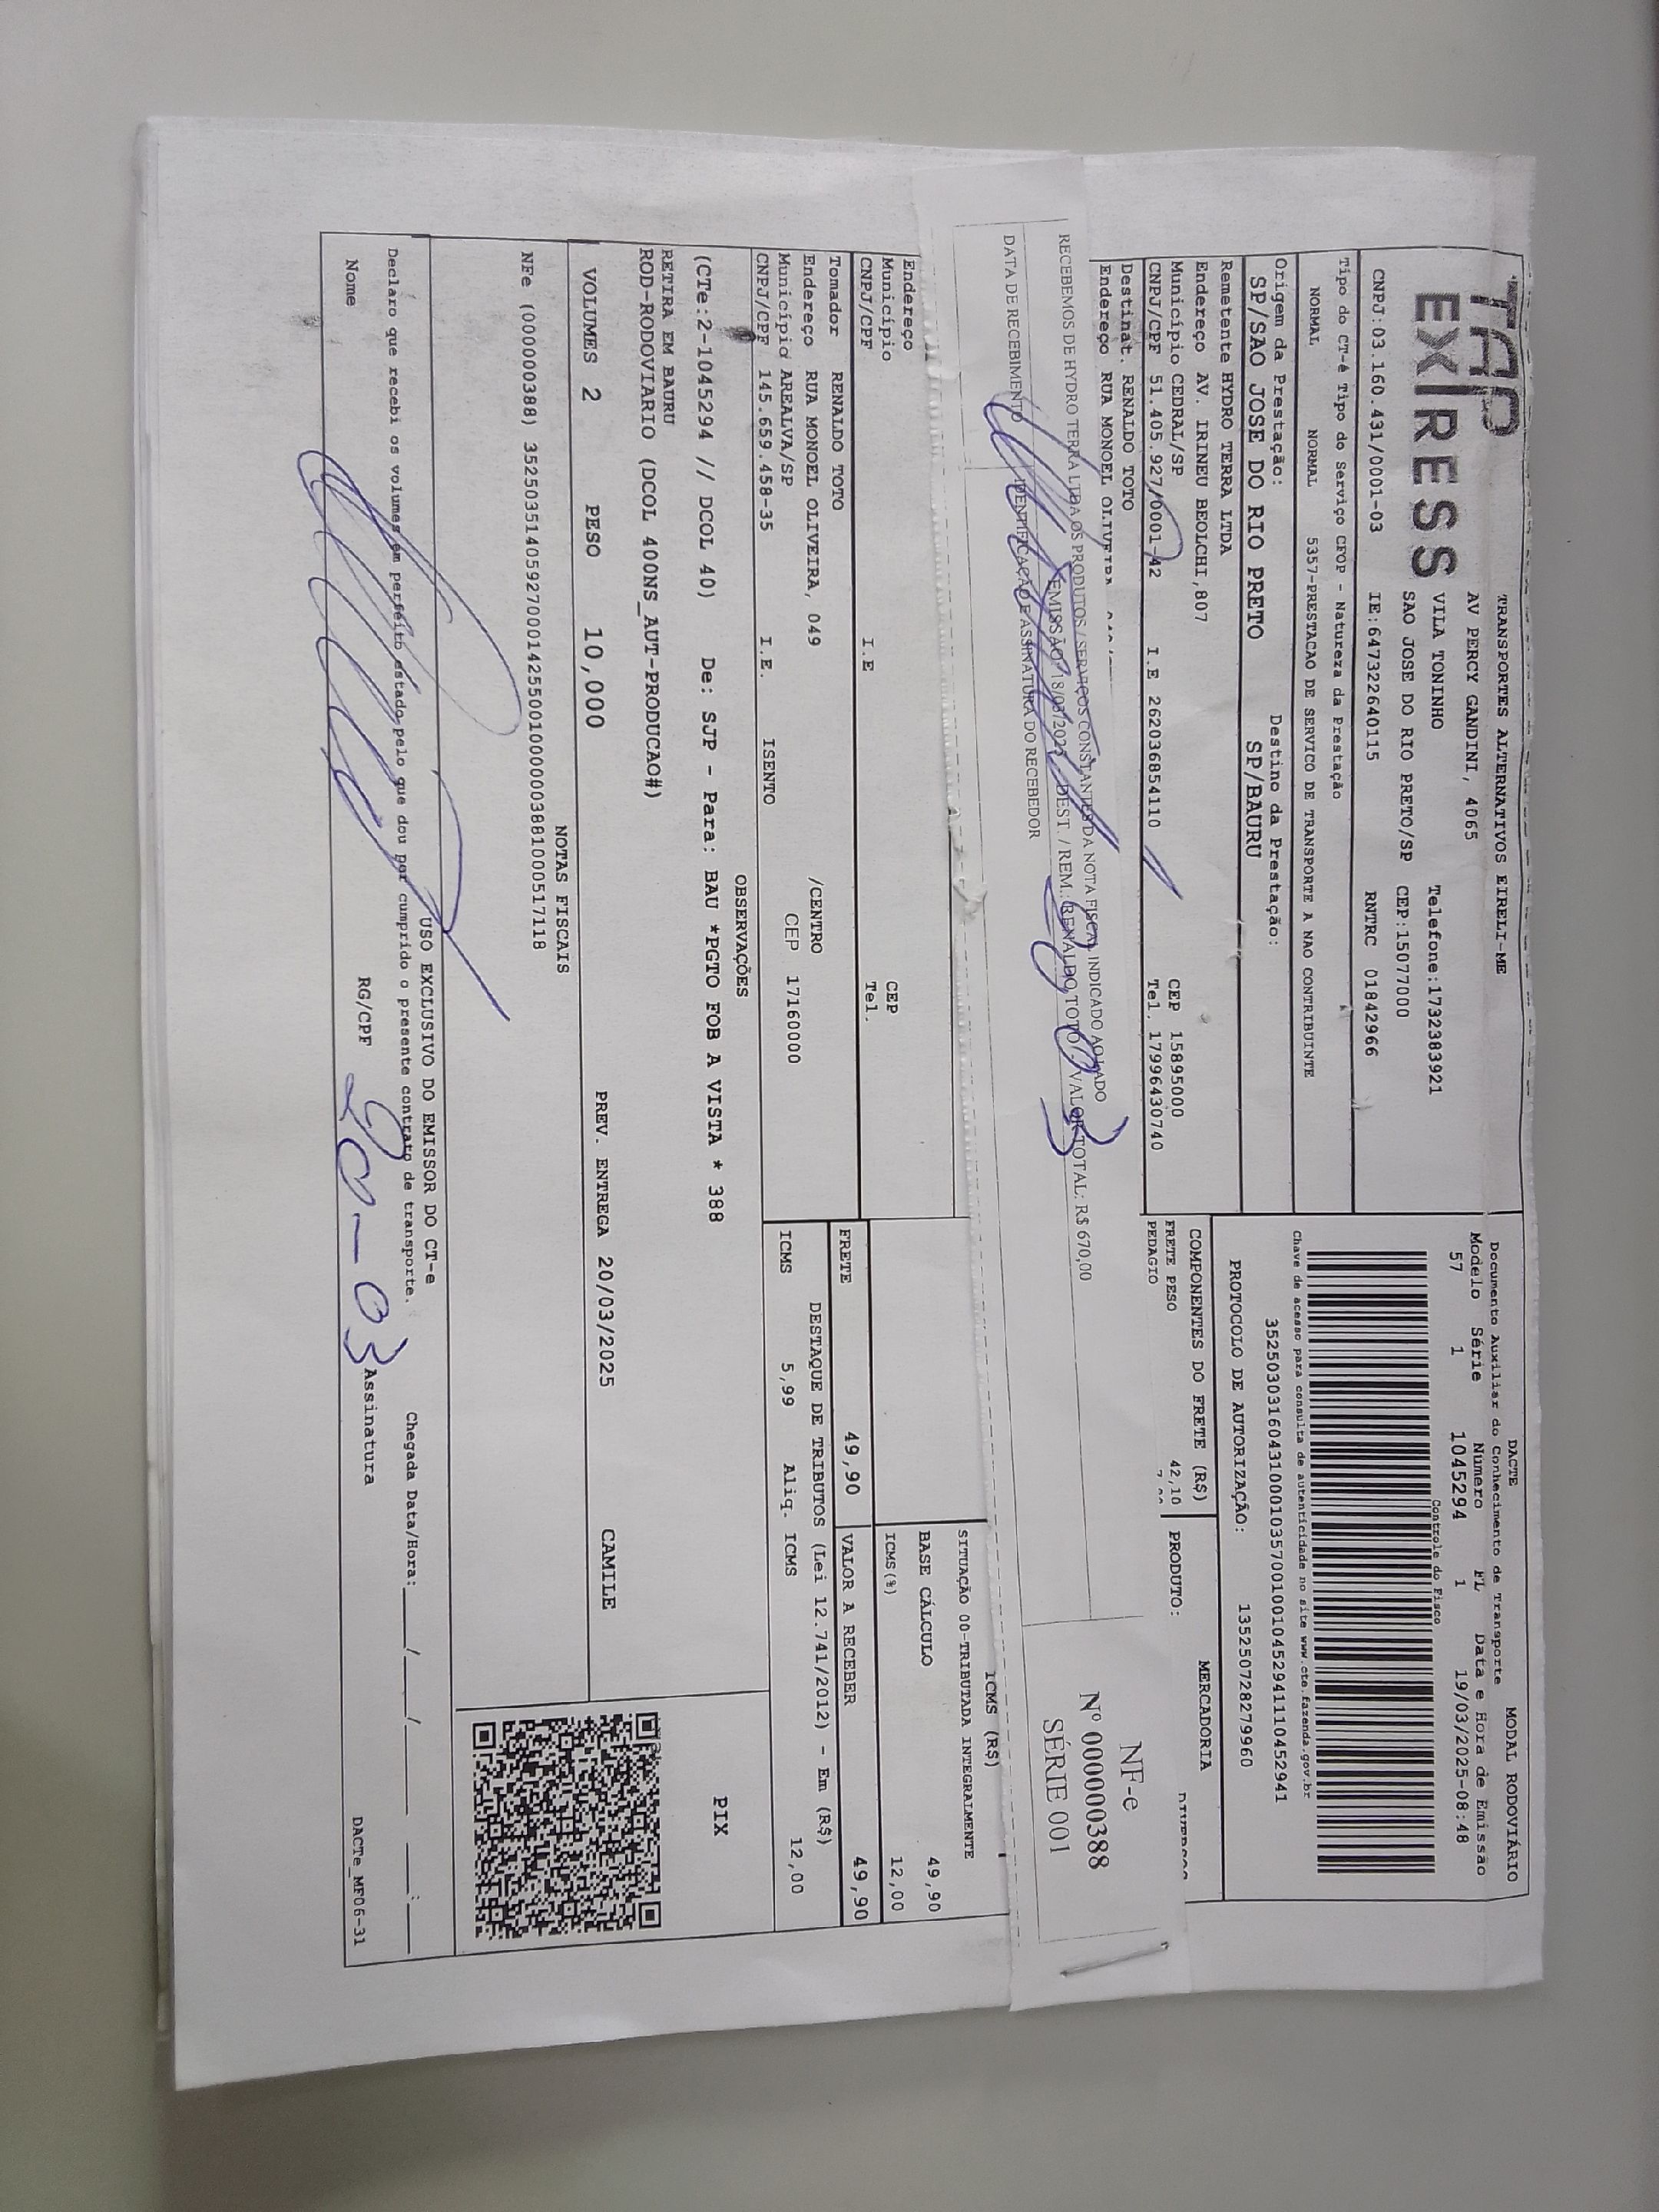 TAP
EXPRESS
TRANSPORTES ALTERNATIVOS EIRELI-ME
AV PERCY GANDINI, 4065
VILA TONINHO Telefone:1732383921
SAO JOSE DO RIO PRETO/SP CEP:15077000
CNPJ:03.160.431/0001-03 IE:647322640115 RNTRC 01842966
DACTE MODAL RODOVIÁRIO
Documento Auxiliar do Conhecimento de Transporte
Modelo Série Numero FL Data e Hora de Emissão
57 1 1045294 1 19/03/2025-08:48
Controle do Fisco
Chave de acesso para consulta de autenticidade no site www.cte.fazenda.gov.br
35250303160431000103570010010452941110452941
PROTOCOLO DE AUTORIZAÇÃO: 135250728279960
Tipo do CT-e Tipo do Serviço CFOP - Natureza da Prestação
NORMAL NORMAL 5357-PRESTACAO DE SERVICO DE TRANSPORTE A NAO CONTRIBUINTE
Origem da Prestação: Destino da Prestação:
SP/SAO JOSE DO RIO PRETO SP/BAURU
Remetente HYDRO TERRA LTDA
Endereço AV. IRINEU BEOLCHI,807
Município CEDRAL/SP CEP 15895000
CNPJ/CPF 51.405.927/0001-42 I.E 262036854110 Tel. 17996430740
Destinat. RENALDO TOTO
Endereço RUA MONOEL OLIVEIRA
COMPONENTES DO FRETE (R$) MERCADORIA
FRETE PESO 42,10 PRODUTO:
PEDAGIO
RECEBEMOS DE HYDRO TERRA LTDA OS PRODUTOS / SERVIÇOS CONSTANTES DA NOTA FISCAL INDICADO AO LADO
EMISSÃO: 18/03/2025 DEST. / REM.: RENALDO TOTO VALOR TOTAL: R$ 670,00
DATA DE RECEBIMENTO IDENTIFICAÇÃO E ASSINATURA DO RECEBEDOR
NF-e
Nº 000000388
SÉRIE 001
Endereço
Município CEP
CNPJ/CPF I.E Tel.
ICMS (R$)
SITUAÇÃO 00-TRIBUTADA INTEGRALMENTE
BASE CÁLCULO 49,90
ICMS(%) 12,00
Tomador RENALDO TOTO
Endereço RUA MONOEL OLIVEIRA, 049 /CENTRO
Município AREALVA/SP CEP 17160000
CNPJ/CPF 145.659.458-35 I.E. ISENTO
FRETE 49,90 VALOR A RECEBER 49,90
DESTAQUE DE TRIBUTOS (Lei 12.741/2012) - Em (R$)
ICMS 5,99 Aliq. ICMS 12,00
OBSERVAÇÕES
(CTe:2-1045294 // DCOL 40) De: SJP - Para: BAU *PGTO FOB A VISTA * 388
RETIRA EM BAURU
ROD-RODOVIARIO (DCOL 400NS_AUT-PRODUCAO#)
PIX
VOLUMES 2 PESO 10,000 PREV. ENTREGA 20/03/2025 CAMILE
NOTAS FISCAIS
NFe (000000388) 35250351405927000142550010000003881000517118
USO EXCLUSIVO DO EMISSOR DO CT-e
Declaro que recebi os volumes em perfeito estado pelo que dou por cumprido o presente contrato de transporte. Chegada Data/Hora:___/___/___ __:__
Nome RG/CPF 20-03 Assinatura
DACTe_MF06-31